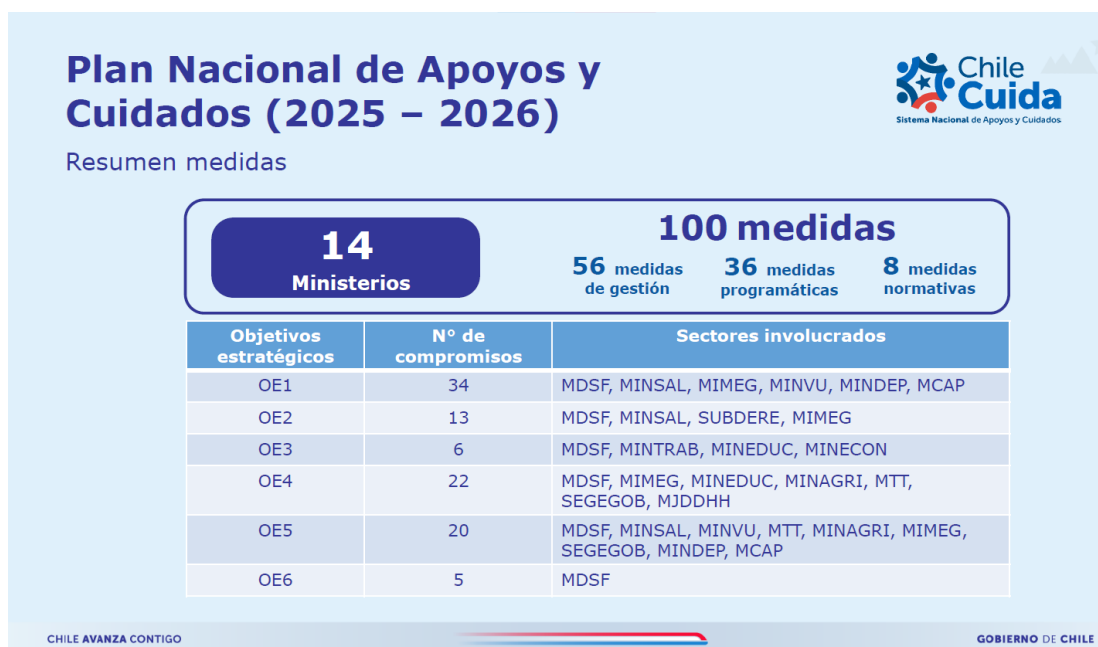 Plan Nacional de Apoyos y
Cuidados (2025 – 2026)
Resumen medidas
Chile
Cuida
Sistema Nacional de Apoyos y Cuidados
14
Ministerios
100 medidas
56 medidas
de gestión
36 medidas
programáticas
8 medidas
normativas
Objetivos
estratégicos
N° de
compromisos
Sectores involucrados
OE1 34 MDSF, MINSAL, MIMEG, MINVU, MINDEP, MCAP
OE2 13 MDSF, MINSAL, SUBDERE, MIMEG
OE3 6 MDSF, MINTRAB, MINEDUC, MINECON
OE4 22 MDSF, MIMEG, MINEDUC, MINAGRI, MTT,
SEGEGOB, MJDDHH
OE5 20 MDSF, MINSAL, MINVU, MTT, MINAGRI, MIMEG,
SEGEGOB, MINDEP, MCAP
OE6 5 MDSF
CHILE AVANZA CONTIGO
GOBIERNO DE CHILE